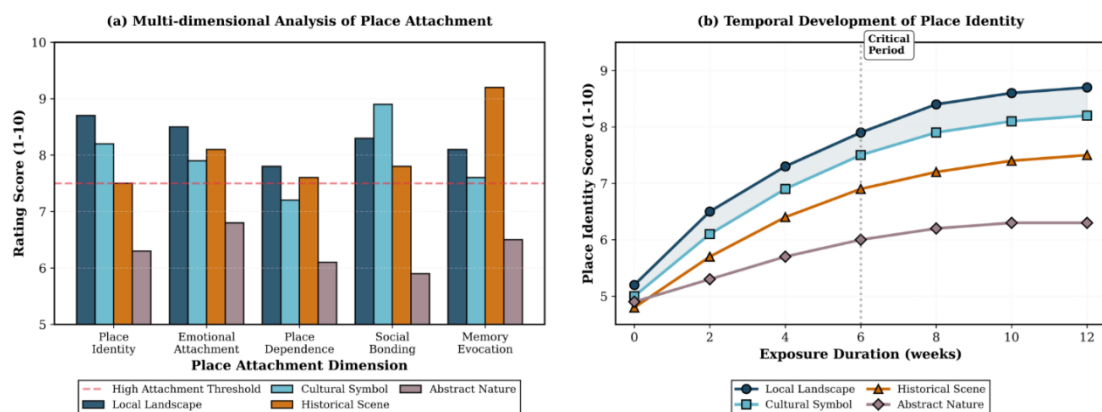 (a) Multi-dimensional Analysis of Place Attachment
Rating Score (1-10)
10
9
8
7
6
5
Place
Identity
Emotional
Attachment
Place
Dependence
Social
Bonding
Memory
Evocation
Place Attachment Dimension
High Attachment Threshold
Local Landscape
Cultural Symbol
Historical Scene
Abstract Nature
(b) Temporal Development of Place Identity
Critical
Period
Place Identity Score (1-10)
9
8
7
6
5
0 2 4 6 8 10 12
Exposure Duration (weeks)
Local Landscape
Cultural Symbol
Historical Scene
Abstract Nature